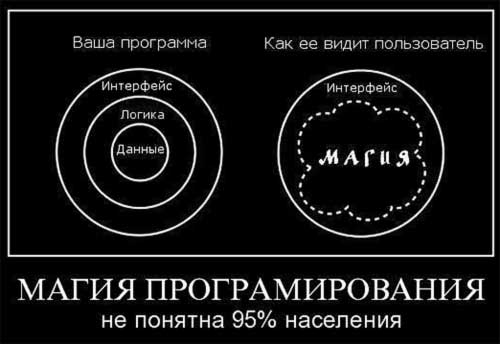 Ваша программа
Как ее видит пользователь
Интерфейс
Логика
Данные
Интерфейс
МАГИЯ
МАГИЯ ПРОГРАМИРОВАНИЯ
не понятна 95% населения